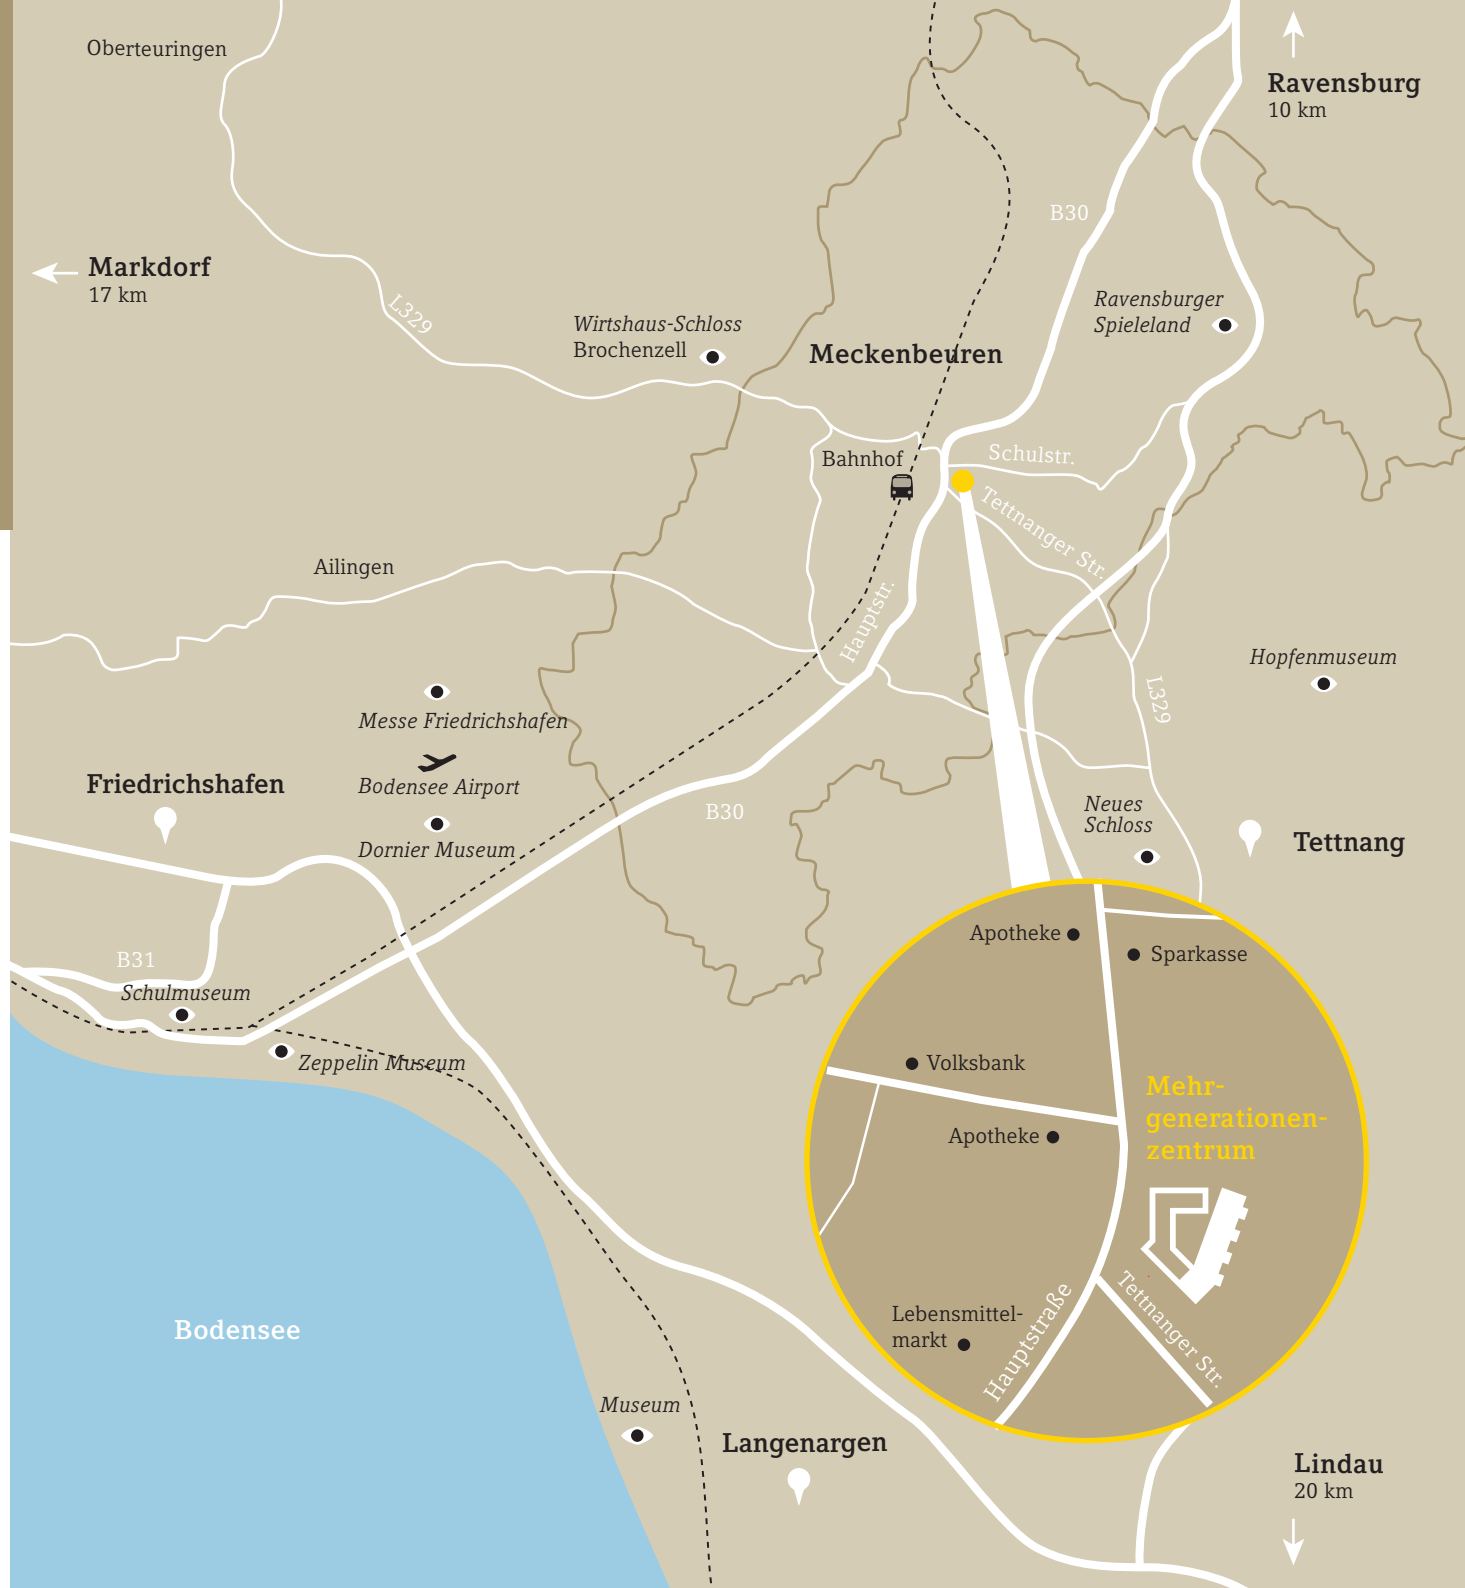 Oberteuringen
Ravensburg
10 km
B30
Markdorf
17 km
L329
Ravensburger
Spieleland
Wirtshaus-Schloss
Brochenzell
Meckenbeuren
Bahnhof
Schulstr.
Tettnanger Str.
Ailingen
Hauptstr.
Hopfenmuseum
L329
Messe Friedrichshafen
Friedrichshafen
Bodensee Airport
B30
Neues
Schloss
Dornier Museum
Tettnang
Apotheke
Sparkasse
B31
Schulmuseum
Zeppelin Museum
Volksbank
Mehr-
generationen-
zentrum
Apotheke
Bodensee
Lebensmittel-
markt
Hauptstraße
Tettnanger Str.
Museum
Langenargen
Lindau
20 km